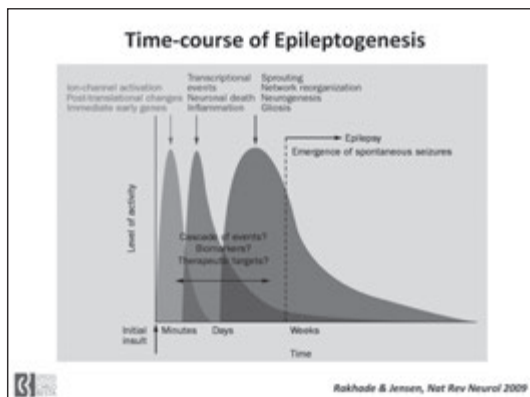 Time-course of Epileptogenesis
Ion-channel activation
Post-translational changes
Immediate early genes
Transcriptional
events
Neuronal death
Inflammation
Sprouting
Network reorganization
Neurogenesis
Gliosis
Epilepsy
Emergence of spontaneous seizures
Level of activity
Cascade of events?
Biomarkers?
Therapeutic targets?
Initial
insult
Minutes
Days
Weeks
Time
Rakhade & Jensen, Nat Rev Neurol 2009